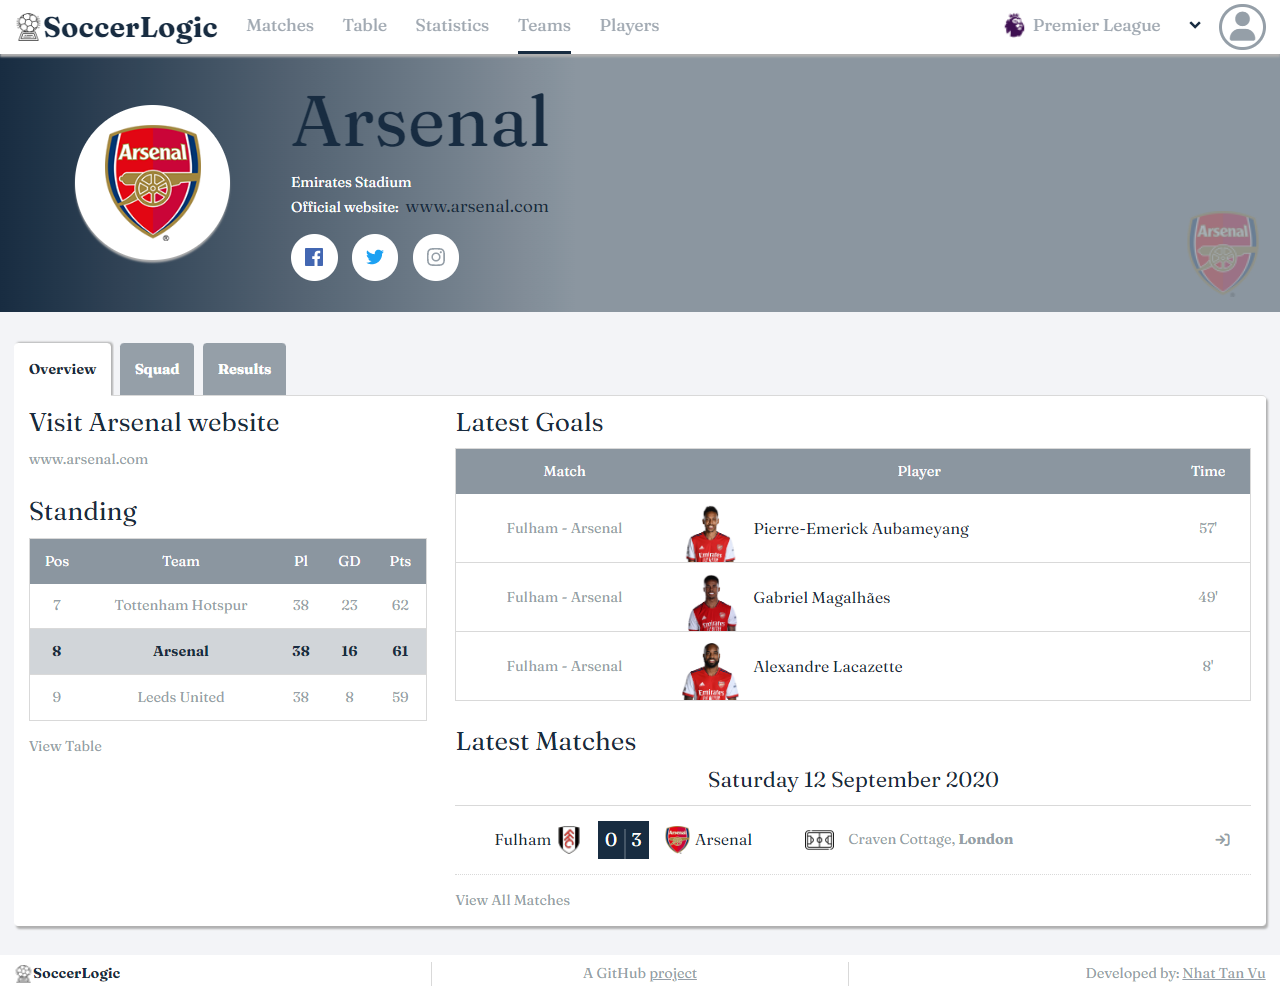 SoccerLogic Matches Table Statistics Teams Players Premier League
Arsenal
Arsenal
Emirates Stadium
Official website: www.arsenal.com
Arsenal
Overview Squad Results
Visit Arsenal website
www.arsenal.com
Standing
Pos Team Pl GD Pts
7 Tottenham Hotspur 38 23 62
8 Arsenal 38 16 61
9 Leeds United 38 8 59
View Table
Latest Goals
Match Player Time
Fulham - Arsenal Pierre-Emerick Aubameyang 57'
Fulham - Arsenal Gabriel Magalhães 49'
Fulham - Arsenal Alexandre Lacazette 8'
Latest Matches
Saturday 12 September 2020
Fulham 0 3 Arsenal Craven Cottage, London
View All Matches
SoccerLogic A GitHub project Developed by: Nhat Tan Vu